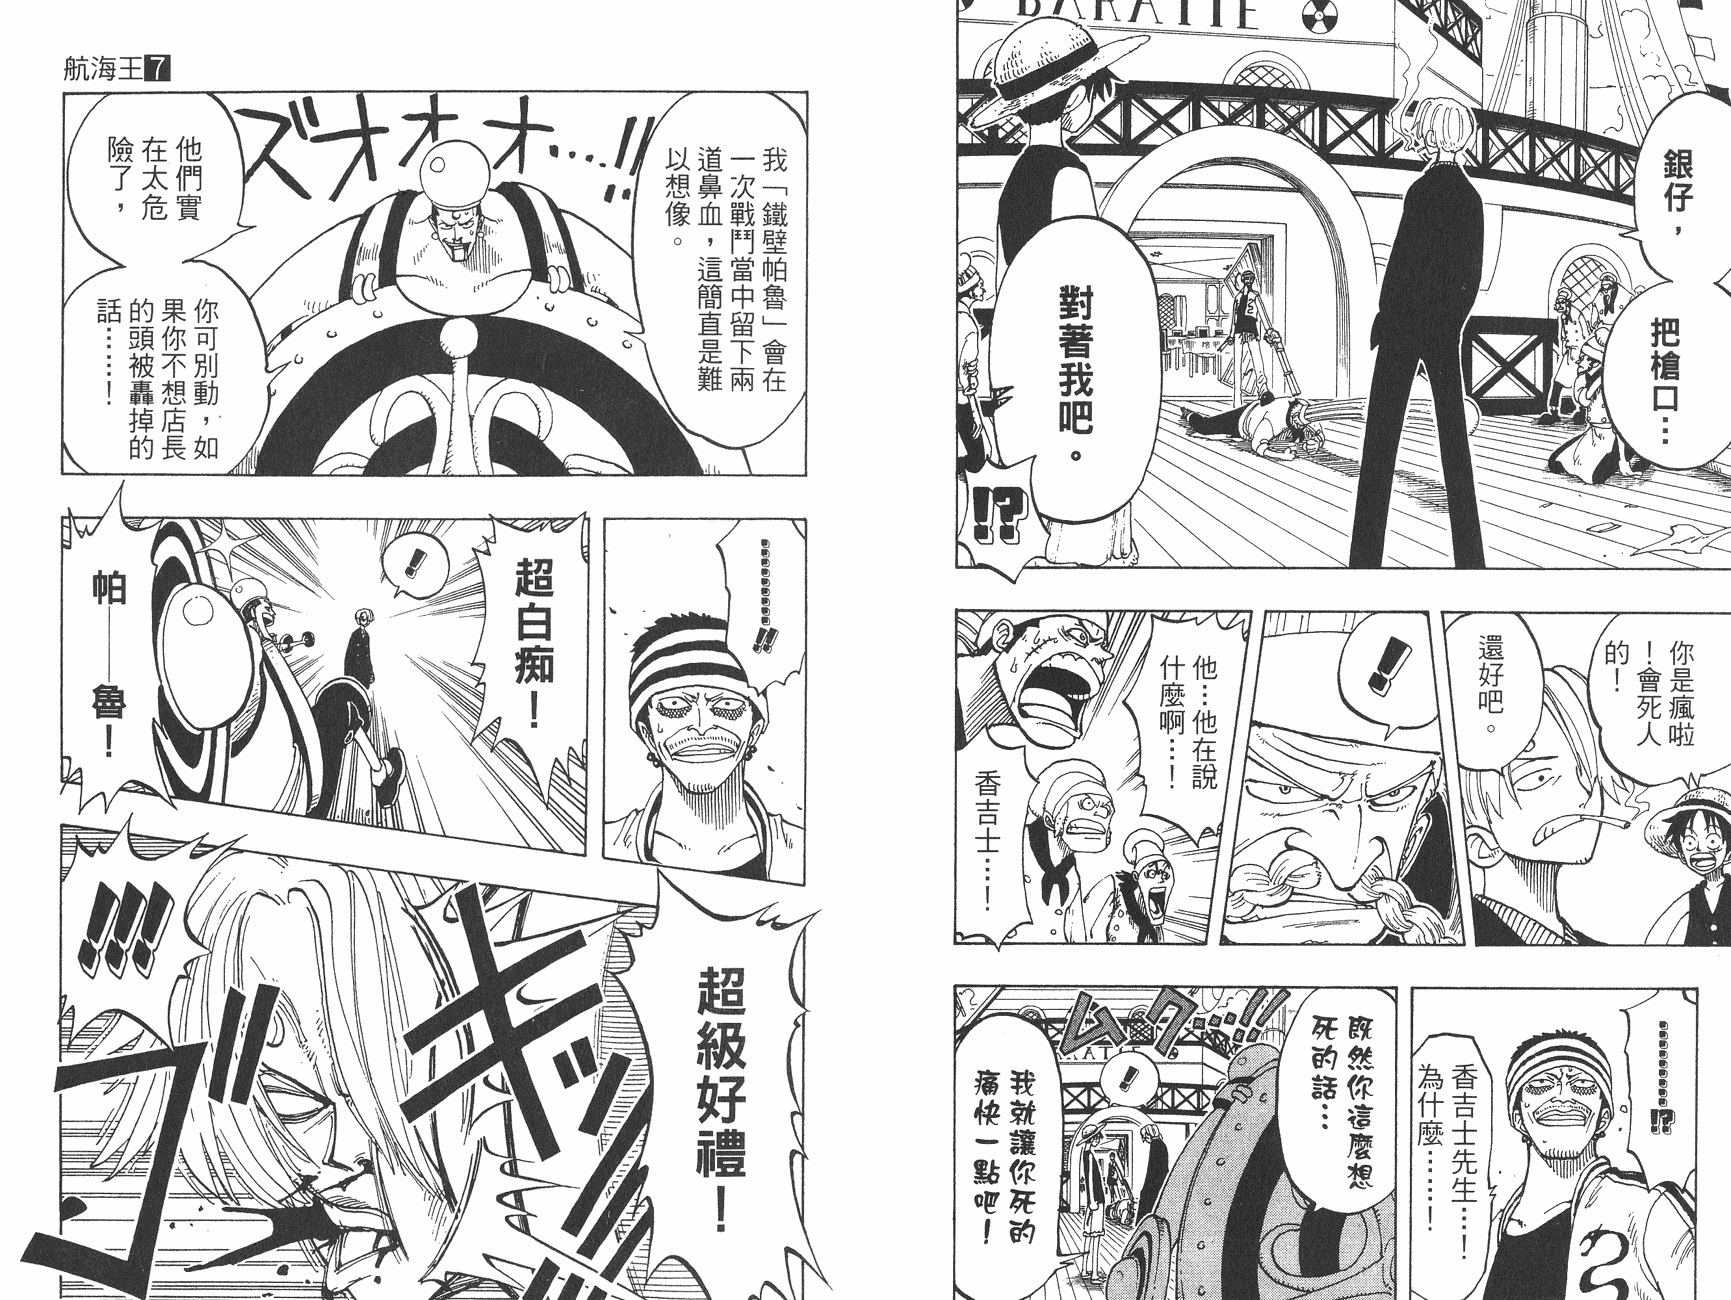 BARATIE
銀仔，
把槍口…
對著我吧。
!?
你是瘋啦
！會死人
的！
還好吧。
!
他…他在說
什麼啊……！
香吉士……！
…………!?
香吉士先生…！
為什麼……！
既然你這麼想
死的話…
ムク…!!
BARATIE
!
我就讓你死的
痛快一點吧！
航海王7
我「鐵壁帕魯」會在
一次戰鬥當中留下兩
道鼻血，這簡直是難
以想像。
ズオオオ…!!
他們實
在太危
險了，
你可別動，如
果你不想店長
的頭被轟掉的
話……！
…………!!
超白痴！
!
帕——魯！
超級好禮！
!!!